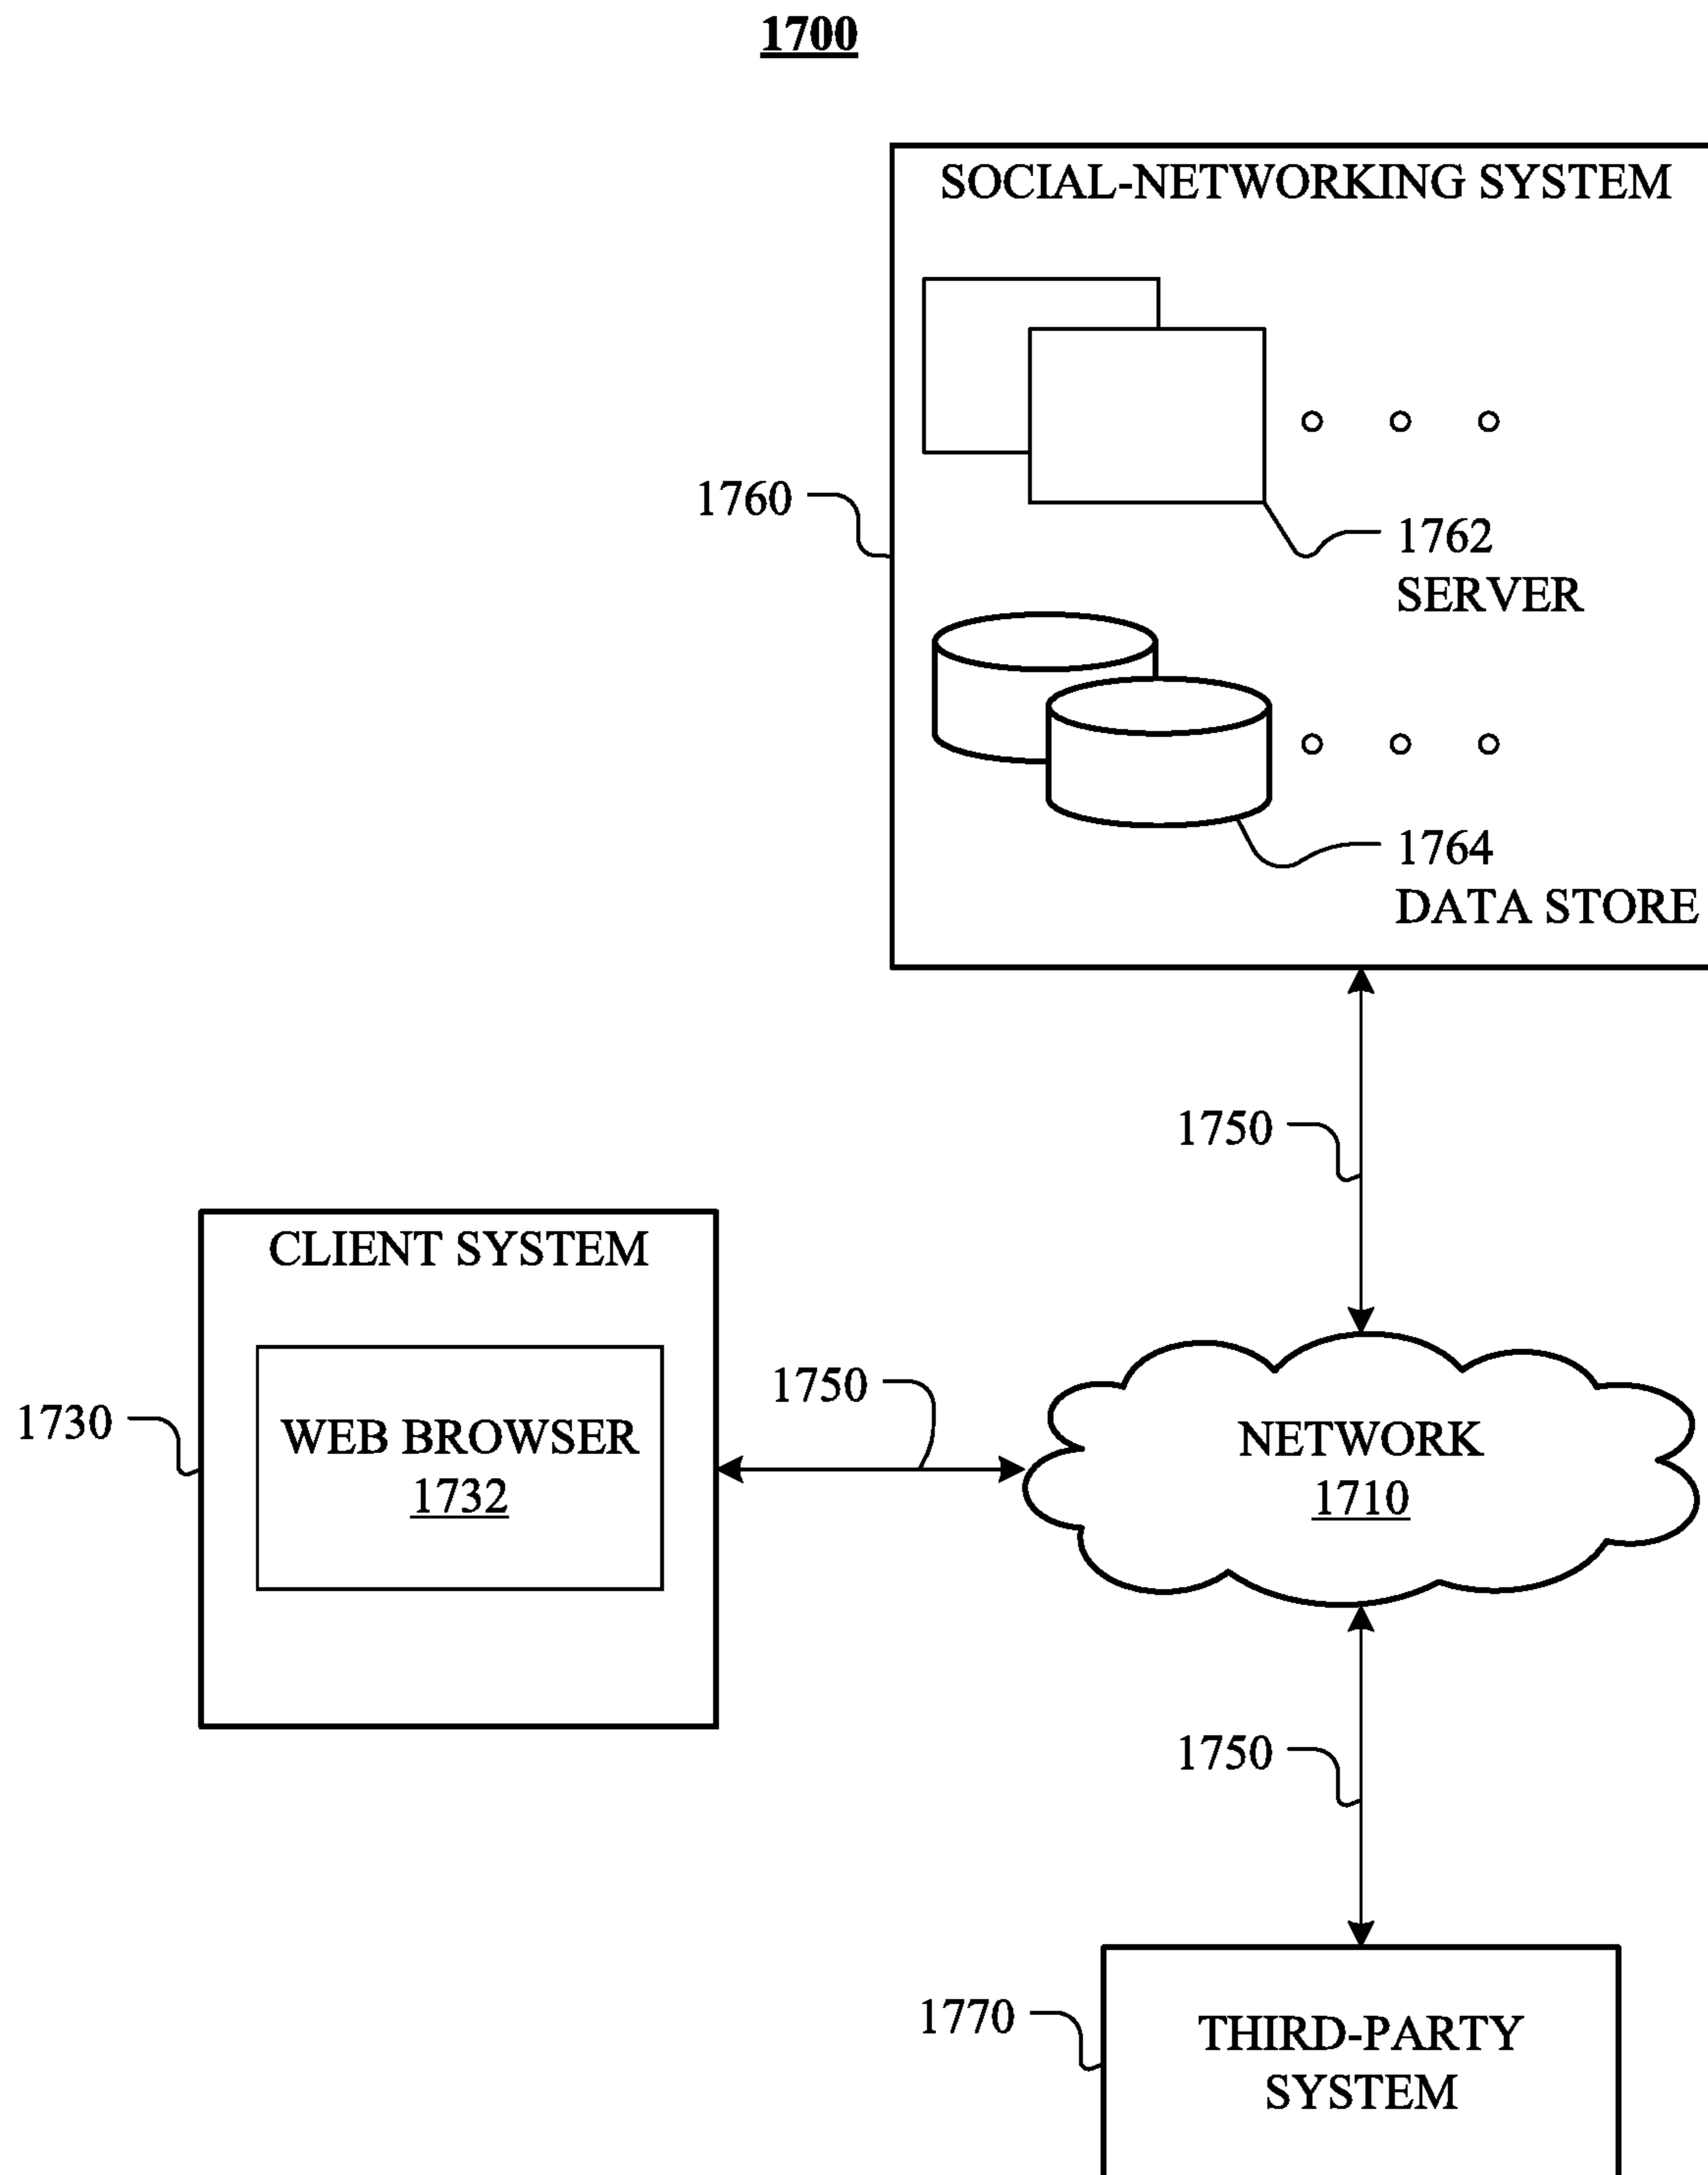 1700
SOCIAL-NETWORKING SYSTEM
1760
1762
SERVER
1764
DATA STORE
1750
CLIENT SYSTEM
1730
WEB BROWSER
1732
1750
NETWORK
1710
1750
1770
THIRD-PARTY
SYSTEM